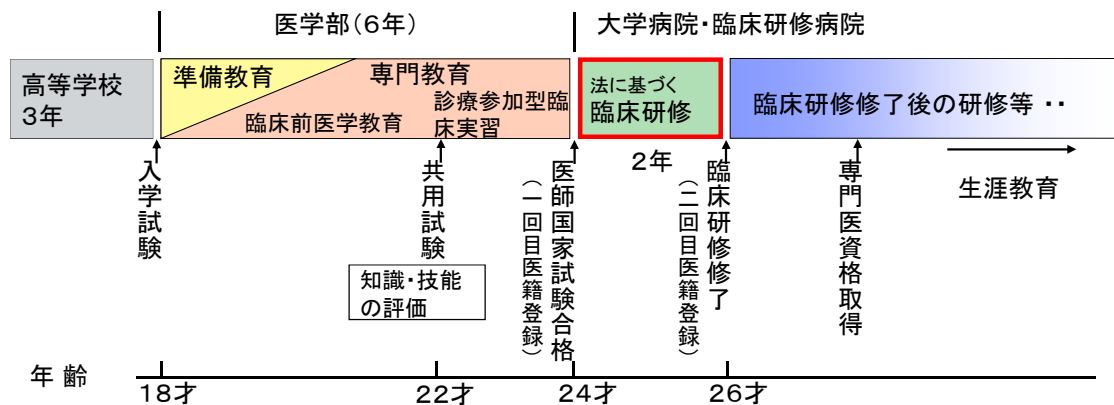 医学部（６年）
大学病院・臨床研修病院
高等学校
３年
準備教育
専門教育
臨床前医学教育
診療参加型臨
床実習
法に基づく
臨床研修
臨床研修修了後の研修等 ‥
２年
入学試験
共用試験
知識・技能
の評価
医師国家試験合格
（一回目医籍登録）
臨床研修修了
（二回目医籍登録）
専門医資格取得
生涯教育
年 齢
18才
22才
24才
26才